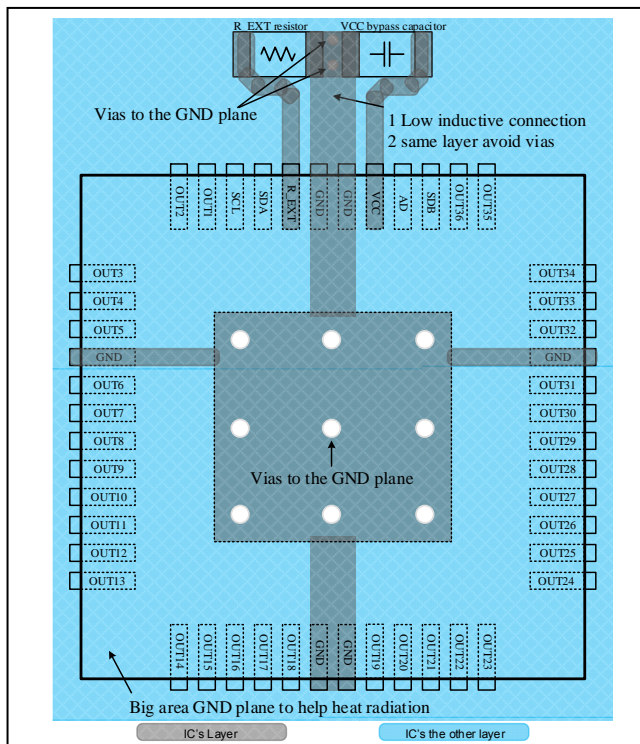 R_EXT resistor
VCC bypass capacitor
Vias to the GND plane
1 Low inductive connection
2 same layer avoid vias
OUT2
OUT1
SCL
SDA
R_EXT
GND
GND
VCC
AD
SDB
OUT36
OUT35
OUT3
OUT4
OUT5
GND
OUT6
OUT7
OUT8
OUT9
OUT10
OUT11
OUT12
OUT13
OUT34
OUT33
OUT32
GND
OUT31
OUT30
OUT29
OUT28
OUT27
OUT26
OUT25
OUT24
Vias to the GND plane
OUT14
OUT15
OUT16
OUT17
OUT18
GND
GND
OUT19
OUT20
OUT21
OUT22
OUT23
Big area GND plane to help heat radiation
IC's Layer
IC's the other layer